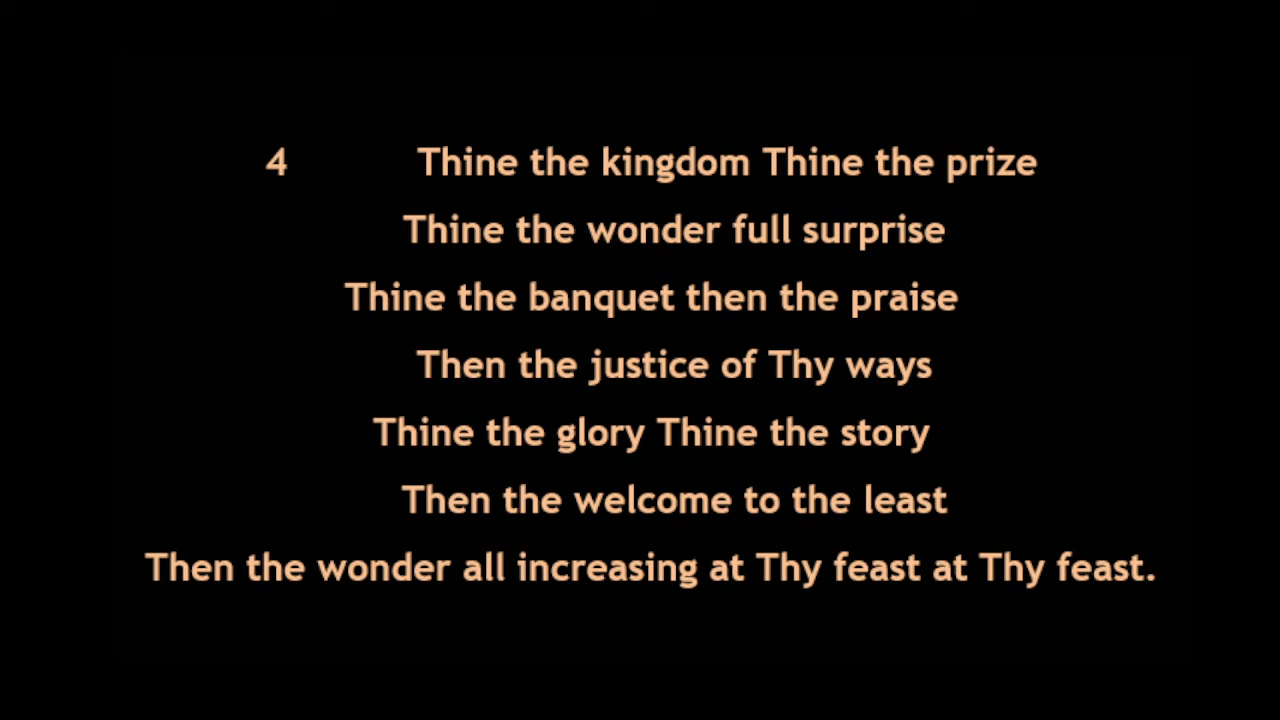 4 Thine the kingdom Thine the prize
Thine the wonder full surprise
Thine the banquet then the praise
Then the justice of Thy ways
Thine the glory Thine the story
Then the welcome to the least
Then the wonder all increasing at Thy feast at Thy feast.